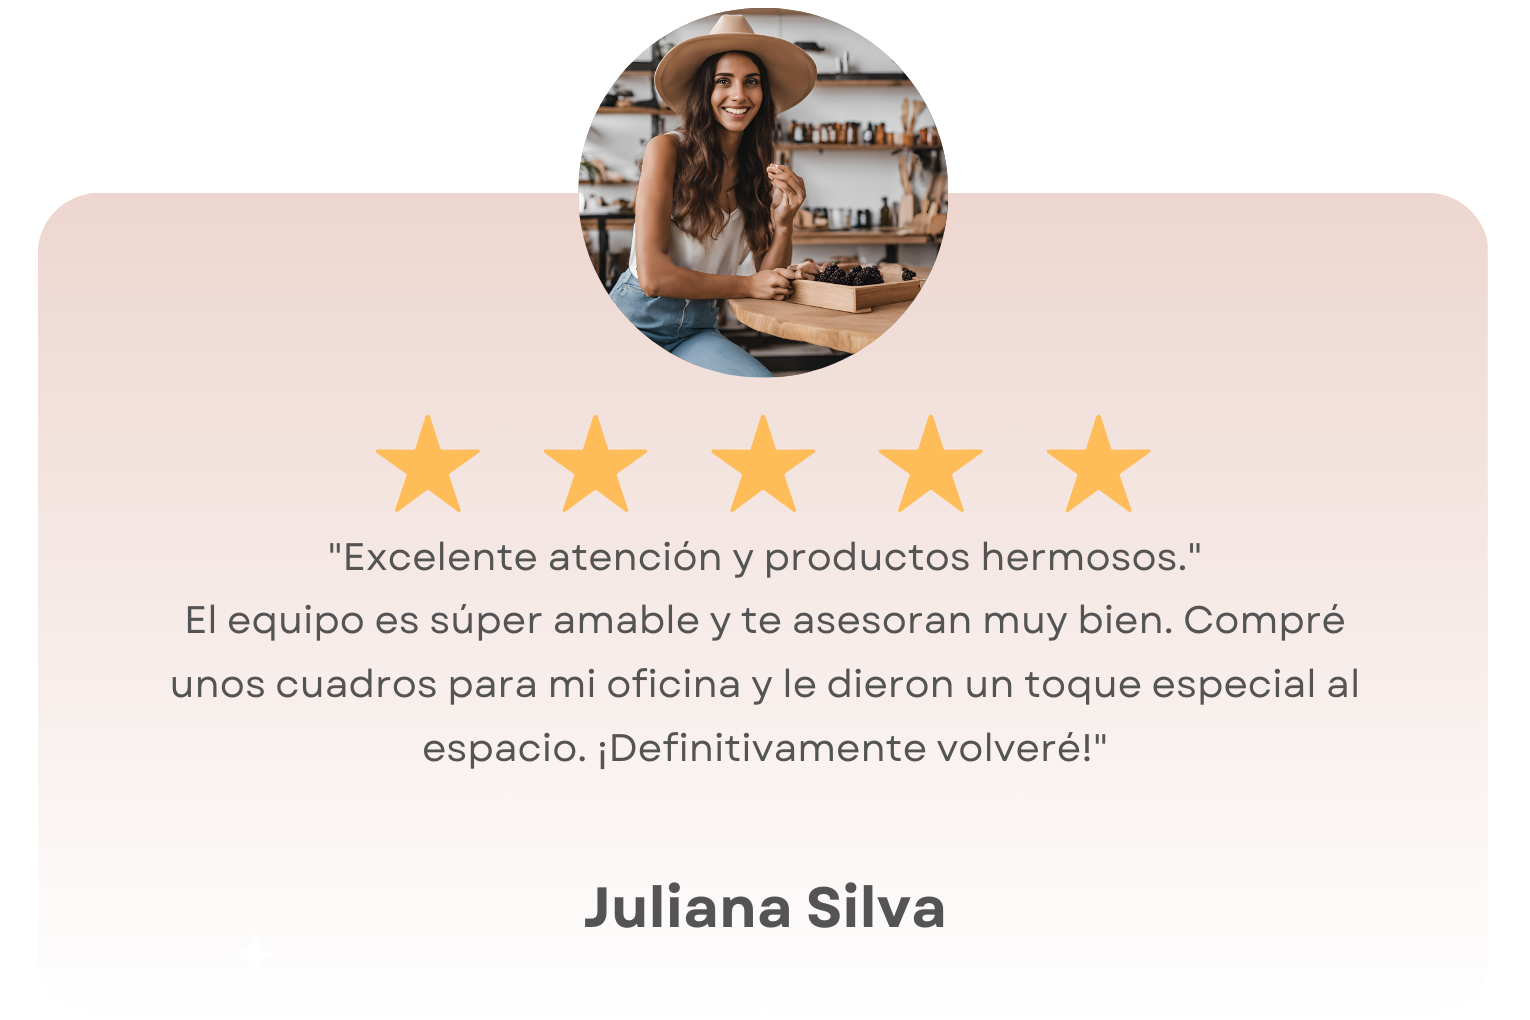 "Excelente atención y productos hermosos."
El equipo es súper amable y te asesoran muy bien. Compré
unos cuadros para mi oficina y le dieron un toque especial al
espacio. ¡Definitivamente volveré!"
Juliana Silva